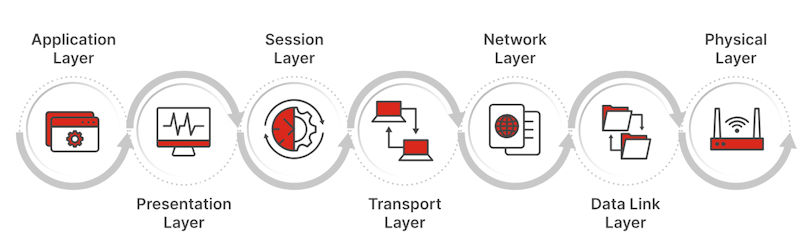 Application
Layer
Presentation
Layer
Session
Layer
Transport
Layer
Network
Layer
Data Link
Layer
Physical
Layer